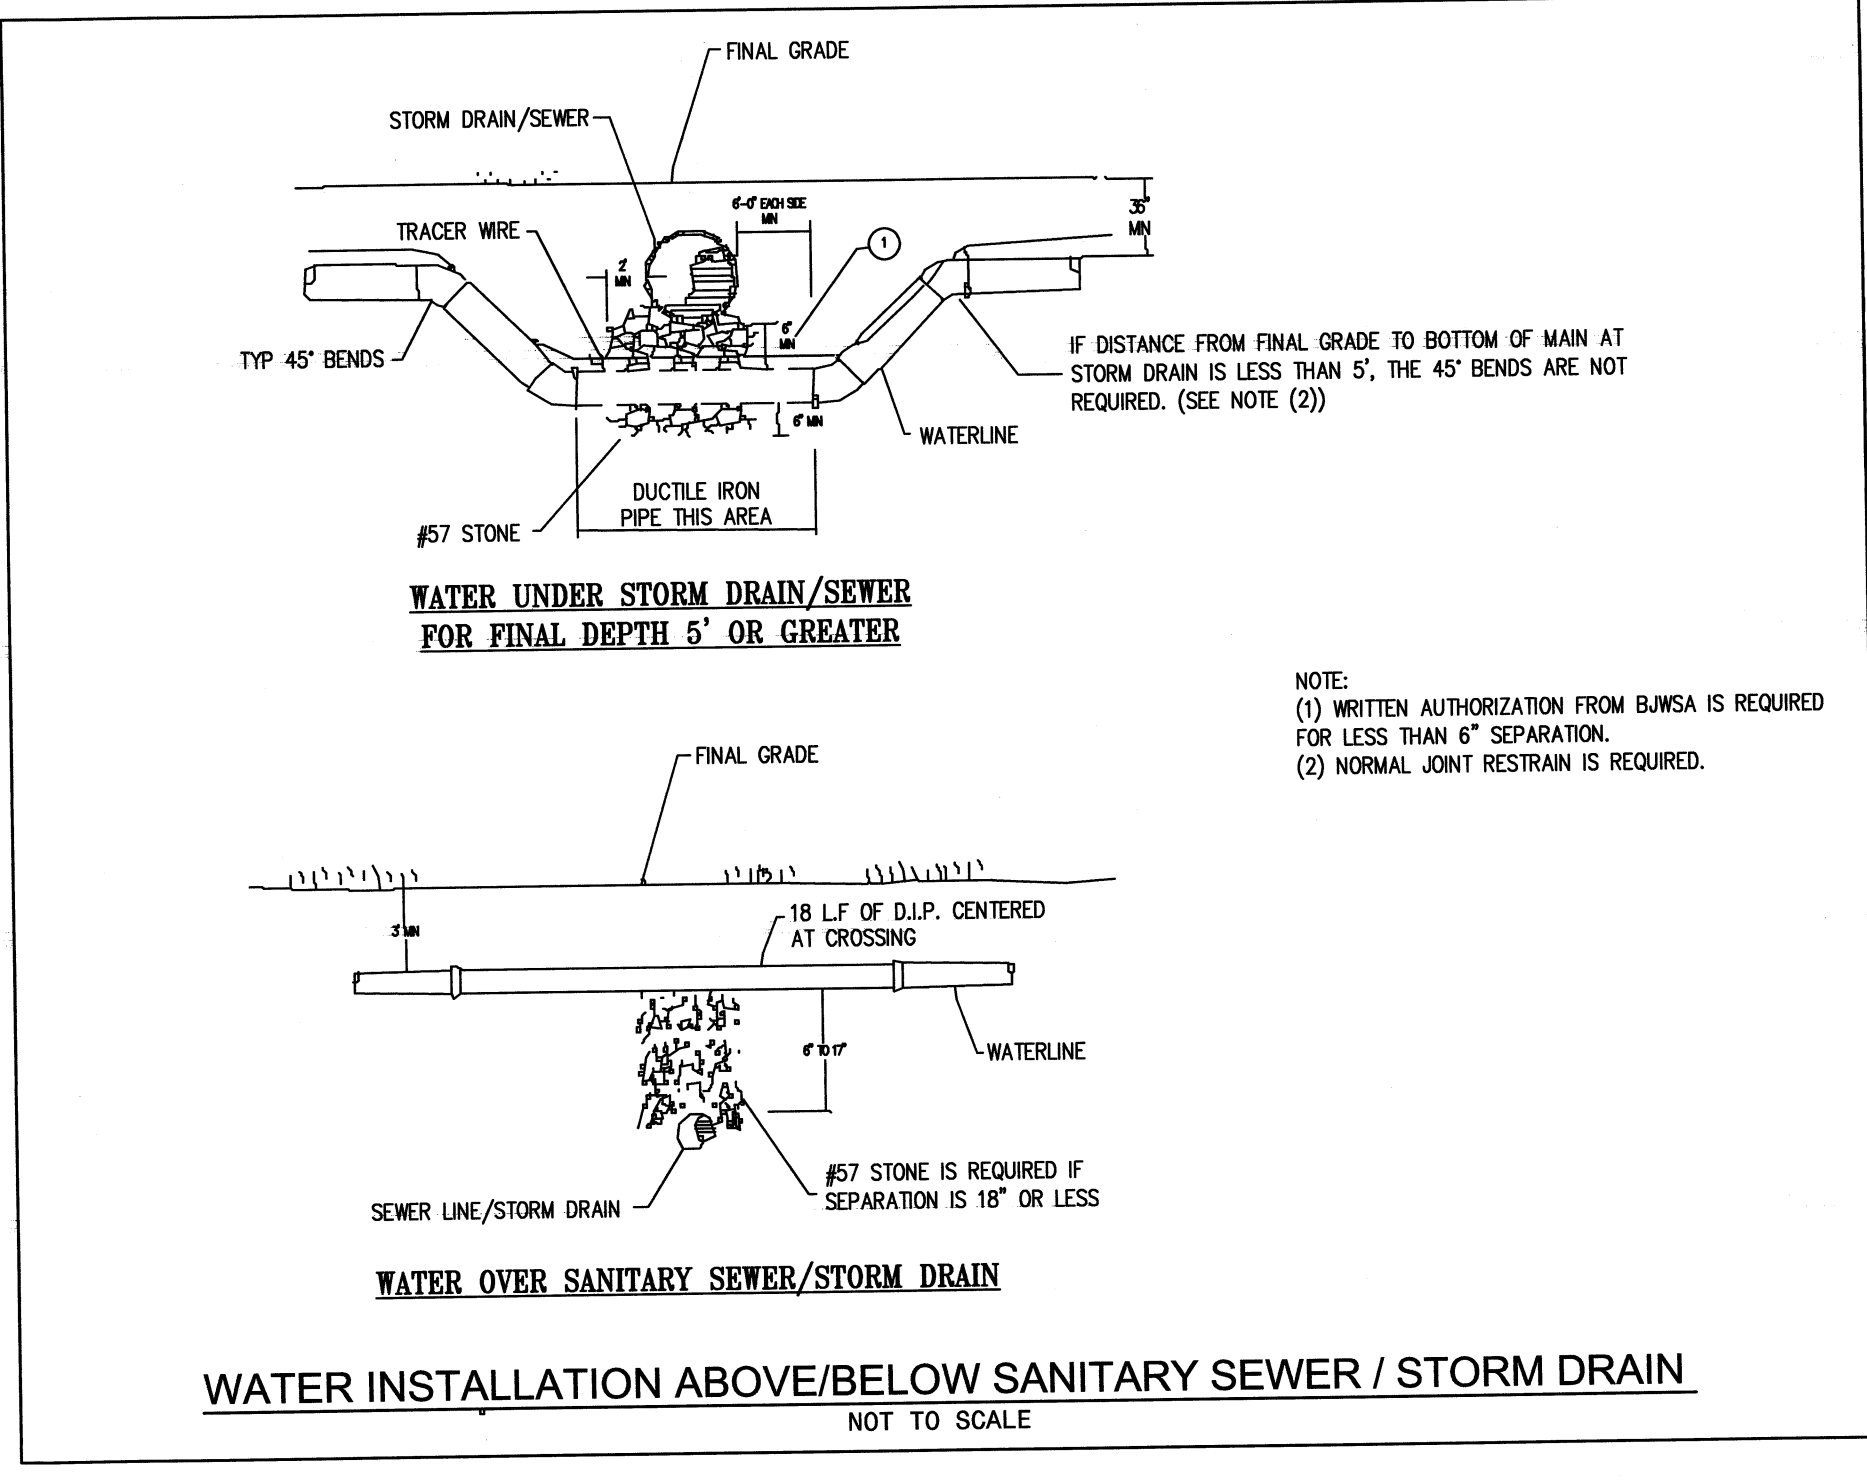 FINAL GRADE
STORM DRAIN/SEWER
6'-0" EACH SIDE
MIN
36"
MIN
TRACER WIRE
1
2'
MIN
6"
MIN
TYP 45° BENDS
IF DISTANCE FROM FINAL GRADE TO BOTTOM OF MAIN AT
STORM DRAIN IS LESS THAN 5', THE 45° BENDS ARE NOT
REQUIRED. (SEE NOTE (2))
6" MIN
WATERLINE
DUCTILE IRON
PIPE THIS AREA
#57 STONE
WATER UNDER STORM DRAIN/SEWER
FOR FINAL DEPTH 5' OR GREATER
NOTE:
(1) WRITTEN AUTHORIZATION FROM BJWSA IS REQUIRED
FOR LESS THAN 6" SEPARATION.
(2) NORMAL JOINT RESTRAIN IS REQUIRED.
FINAL GRADE
18 L.F OF D.I.P. CENTERED
AT CROSSING
3' MIN
6" TO 17"
WATERLINE
#57 STONE IS REQUIRED IF
SEPARATION IS 18" OR LESS
SEWER LINE/STORM DRAIN
WATER OVER SANITARY SEWER/STORM DRAIN
WATER INSTALLATION ABOVE/BELOW SANITARY SEWER / STORM DRAIN
NOT TO SCALE